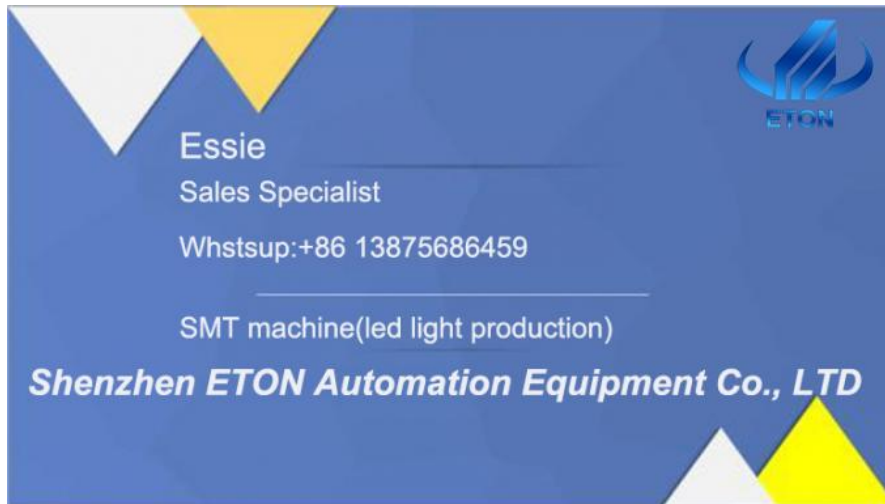 ETON
Essie
Sales Specialist
Whstsup:+86 13875686459
SMT machine(led light production)
Shenzhen ETON Automation Equipment Co., LTD